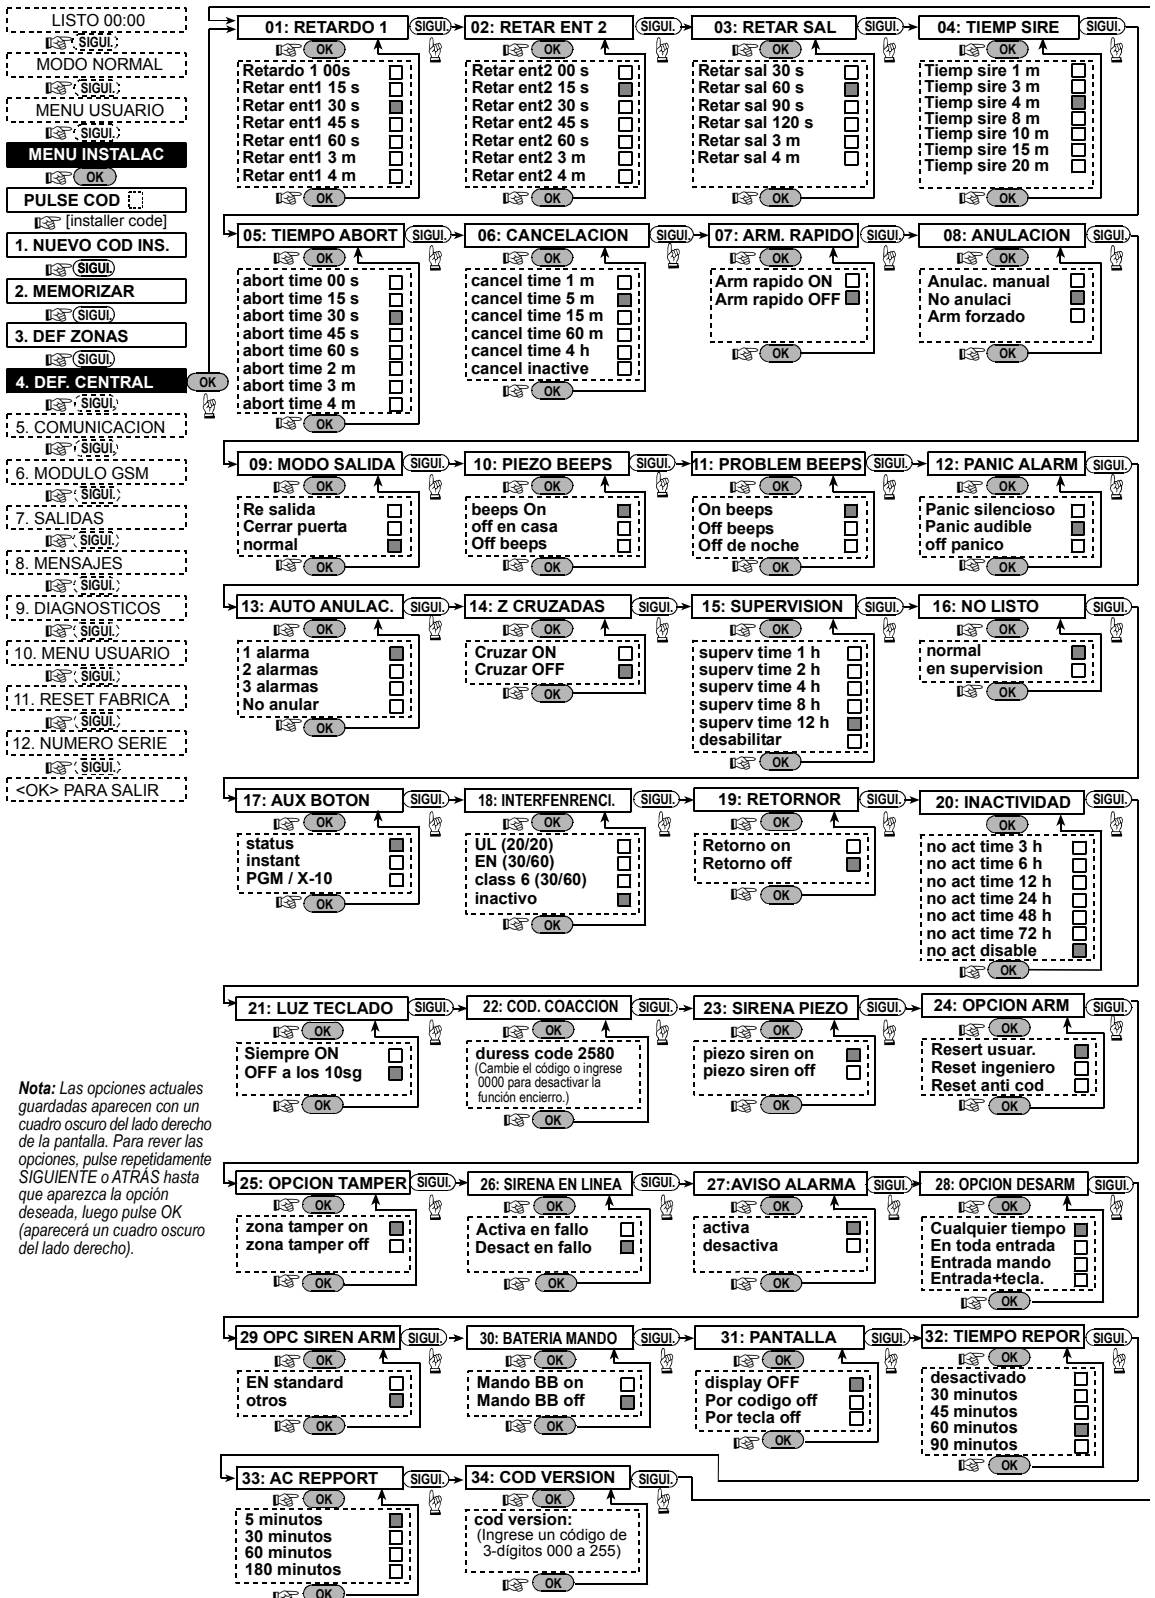 LISTO 00:00
SIGUI.
MODO NORMAL
SIGUI.
MENU USUARIO
SIGUI.
MENU INSTALAC
OK
PULSE COD
[installer code]
1. NUEVO COD INS.
SIGUI.
2. MEMORIZAR
SIGUI.
3. DEF ZONAS
SIGUI.
4. DEF. CENTRAL
OK
SIGUI.
5. COMUNICACION
SIGUI.
6. MODULO GSM
SIGUI.
7. SALIDAS
SIGUI.
8. MENSAJES
SIGUI.
9. DIAGNOSTICOS
SIGUI.
10. MENU USUARIO
SIGUI.
11. RESET FABRICA
SIGUI.
12. NUMERO SERIE
SIGUI.
<OK> PARA SALIR
Nota: Las opciones actuales
guardadas aparecen con un
cuadro oscuro del lado derecho
de la pantalla. Para rever las
opciones, pulse repetidamente
SIGUIENTE o ATRÁS hasta
que aparezca la opción
deseada, luego pulse OK
(aparecerá un cuadro oscuro
del lado derecho).
01: RETARDO 1
SIGUI.
OK
Retardo 1 00s
Retar ent1 15 s
Retar ent1 30 s
Retar ent1 45 s
Retar ent1 60 s
Retar ent1 3 m
Retar ent1 4 m
OK
02: RETAR ENT 2
SIGUI.
OK
Retar ent2 00 s
Retar ent2 15 s
Retar ent2 30 s
Retar ent2 45 s
Retar ent2 60 s
Retar ent2 3 m
Retar ent2 4 m
OK
03: RETAR SAL
SIGUI.
OK
Retar sal 30 s
Retar sal 60 s
Retar sal 90 s
Retar sal 120 s
Retar sal 3 m
Retar sal 4 m
OK
04: TIEMP SIRE
SIGUI.
OK
Tiemp sire 1 m
Tiemp sire 3 m
Tiemp sire 4 m
Tiemp sire 8 m
Tiemp sire 10 m
Tiemp sire 15 m
Tiemp sire 20 m
OK
05: TIEMPO ABORT
SIGUI.
OK
abort time 00 s
abort time 15 s
abort time 30 s
abort time 45 s
abort time 60 s
abort time 2 m
abort time 3 m
abort time 4 m
OK
06: CANCELACION
SIGUI.
OK
cancel time 1 m
cancel time 5 m
cancel time 15 m
cancel time 60 m
cancel time 4 h
cancel inactive
OK
07: ARM. RAPIDO
SIGUI.
OK
Arm rapido ON
Arm rapido OFF
OK
08: ANULACION
SIGUI.
OK
Anulac. manual
No anulaci
Arm forzado
OK
09: MODO SALIDA
SIGUI.
OK
Re salida
Cerrar puerta
normal
OK
10: PIEZO BEEPS
SIGUI.
OK
beeps On
off en casa
Off beeps
OK
11: PROBLEM BEEPS
SIGUI.
OK
On beeps
Off beeps
Off de noche
OK
12: PANIC ALARM
SIGUI.
OK
Panic silencioso
Panic audible
off panico
OK
13: AUTO ANULAC.
SIGUI.
OK
1 alarma
2 alarmas
3 alarmas
No anular
OK
14: Z CRUZADAS
SIGUI.
OK
Cruzar ON
Cruzar OFF
OK
15: SUPERVISION
SIGUI.
OK
superv time 1 h
superv time 2 h
superv time 4 h
superv time 8 h
superv time 12 h
desabilitar
OK
16: NO LISTO
SIGUI.
OK
normal
en supervision
OK
17: AUX BOTON
SIGUI.
OK
status
instant
PGM / X-10
OK
18: INTERFENRENCI.
SIGUI.
OK
UL (20/20)
EN (30/60)
class 6 (30/60)
inactivo
OK
19: RETORNOR
SIGUI.
OK
Retorno on
Retorno off
OK
20: INACTIVIDAD
SIGUI.
OK
no act time 3 h
no act time 6 h
no act time 12 h
no act time 24 h
no act time 48 h
no act time 72 h
no act disable
OK
21: LUZ TECLADO
SIGUI.
OK
Siempre ON
OFF a los 10sg
OK
22: COD. COACCION
SIGUI.
OK
duress code 2580
(Cambie el código o ingrese
0000 para desactivar la
función encierro.)
OK
23: SIRENA PIEZO
SIGUI.
OK
piezo siren on
piezo siren off
OK
24: OPCION ARM
SIGUI.
OK
Resert usuar.
Reset ingeniero
Reset anti cod
OK
25: OPCION TAMPER
SIGUI.
OK
zona tamper on
zona tamper off
OK
26: SIRENA EN LINEA
SIGUI.
OK
Activa en fallo
Desact en fallo
OK
27:AVISO ALARMA
SIGUI.
OK
activa
desactiva
OK
28: OPCION DESARM
SIGUI.
OK
Cualquier tiempo
En toda entrada
Entrada mando
Entrada+tecla.
OK
29 OPC SIREN ARM
SIGUI.
OK
EN standard
otros
OK
30: BATERIA MANDO
SIGUI.
OK
Mando BB on
Mando BB off
OK
31: PANTALLA
SIGUI.
OK
display OFF
Por codigo off
Por tecla off
OK
32: TIEMPO REPOR
SIGUI.
OK
desactivado
30 minutos
45 minutos
60 minutos
90 minutos
OK
33: AC REPPORT
SIGUI.
OK
5 minutos
30 minutos
60 minutos
180 minutos
OK
34: COD VERSION
SIGUI.
OK
cod version:
(Ingrese un código de
3-dígitos 000 a 255)
OK